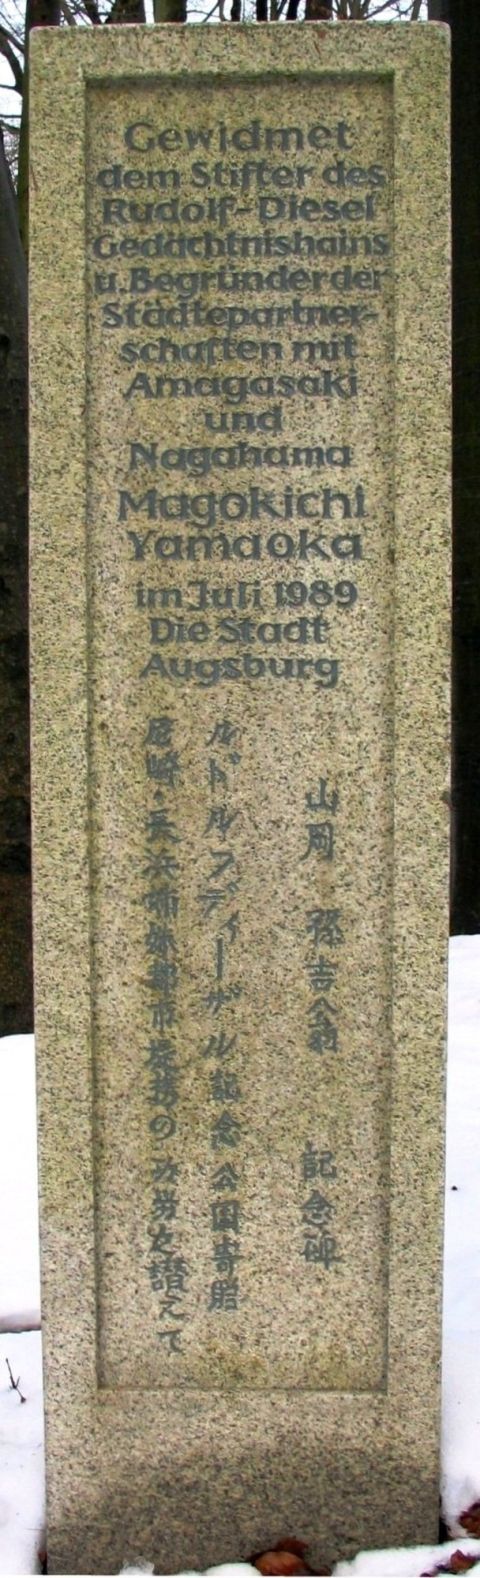 Gewidmet
dem Stifter des
Rudolf-Diesel
Gedächtnishains
u. Begründer der
Städtepartner-
schaften mit
Amagasaki
und
Nagahama
Magokichi
Yamaoka
im Juli 1989
Die Stadt
Augsburg
山岡 孫吉翁 記念碑
ルドルフディーゼル記念公園寄贈
尼崎・長浜姉妹都市提携の功労を讃えて